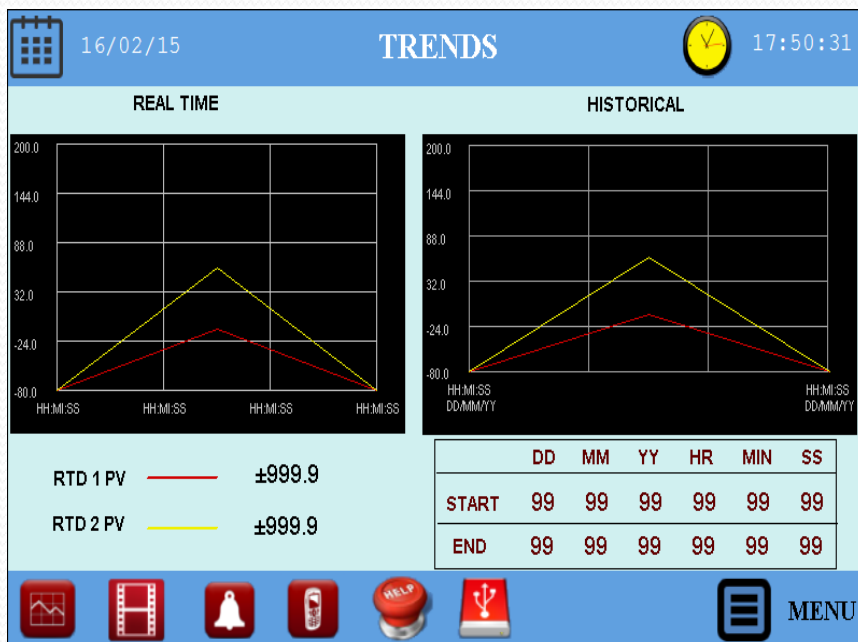 16/02/15 TRENDS 17:50:31
REAL TIME
200.0
144.0
88.0
32.0
-24.0
-80.0
HH:MI:SS HH:MI:SS HH:MI:SS HH:MI:SS
RTD 1 PV ±999.9
RTD 2 PV ±999.9
HISTORICAL
200.0
144.0
88.0
32.0
-24.0
-80.0
HH:MI:SS HH:MI:SS
DD/MM/YY DD/MM/YY
DD MM YY HR MIN SS
START 99 99 99 99 99 99
END 99 99 99 99 99 99
HELP
MENU